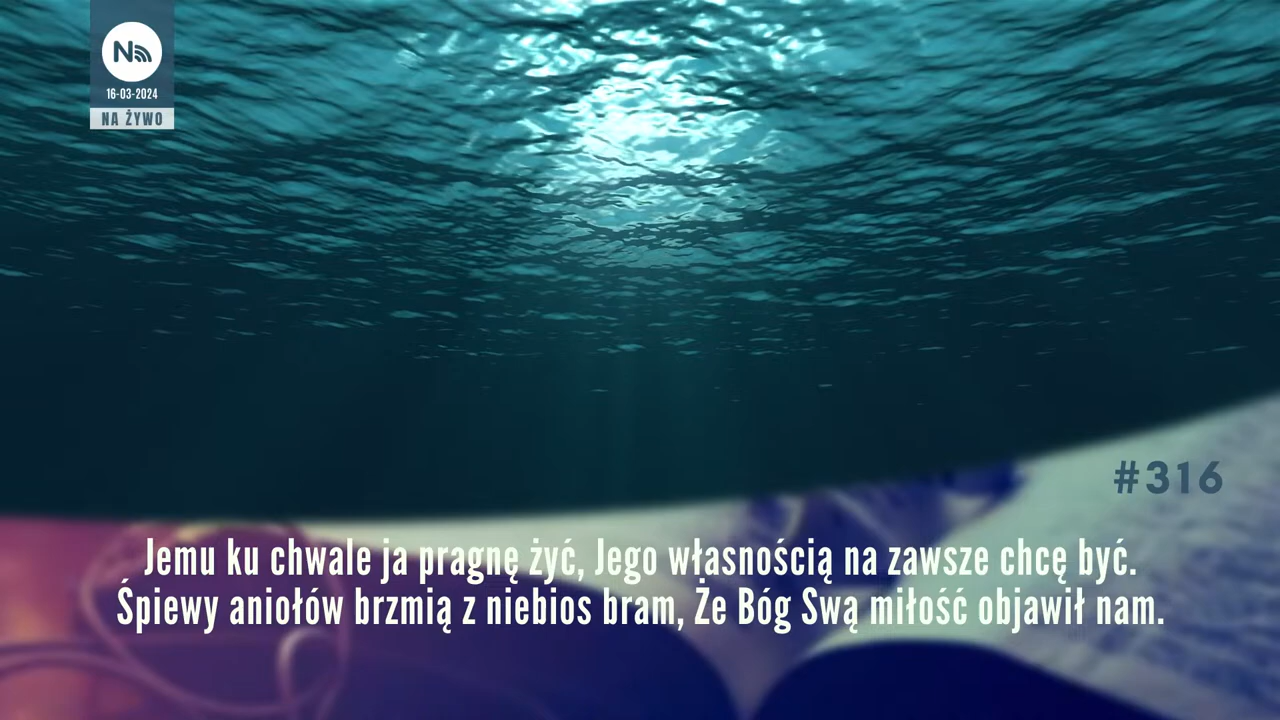 N
16-03-2024
NA ŻYWO
#316
Jemu ku chwale ja pragnę żyć, Jego własnością na zawsze chcę być.
Śpiewy aniołów brzmią z niebios bram, Że Bóg Swą miłość objawił nam.